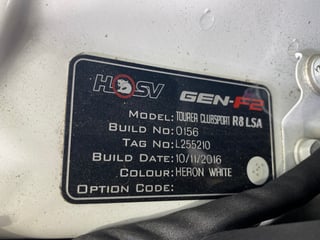 HSV GEN-F2
MODEL: TOURER CLUBSPORT R8 LSA
BUILD NO: 0156
TAG NO: L255210
BUILD DATE: 10/11/2016
COLOUR: HERON WHITE
OPTION CODE: